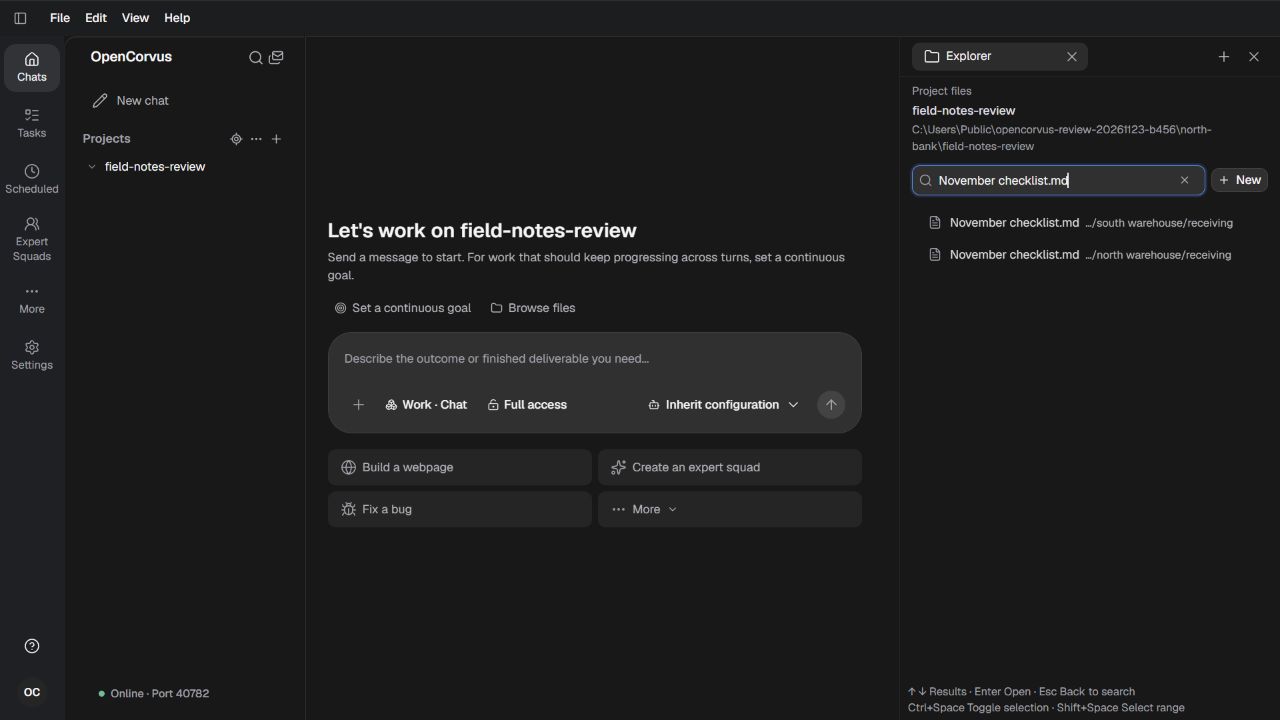 File Edit View Help
Chats
Tasks
Scheduled
Expert
Squads
More
Settings
OC
OpenCorvus
New chat
Projects
field-notes-review
Online · Port 40782
Let's work on field-notes-review
Send a message to start. For work that should keep progressing across turns, set a continuous
goal.
Set a continuous goal Browse files
Describe the outcome or finished deliverable you need...
Work · Chat Full access Inherit configuration
Build a webpage Create an expert squad
Fix a bug More
Explorer
Project files
field-notes-review
C:\Users\Public\opencorvus-review-20261123-b456\north-
bank\field-notes-review
November checklist.md New
November checklist.md .../south warehouse/receiving
November checklist.md .../north warehouse/receiving
↑↓ Results · Enter Open · Esc Back to search
Ctrl+Space Toggle selection · Shift+Space Select range